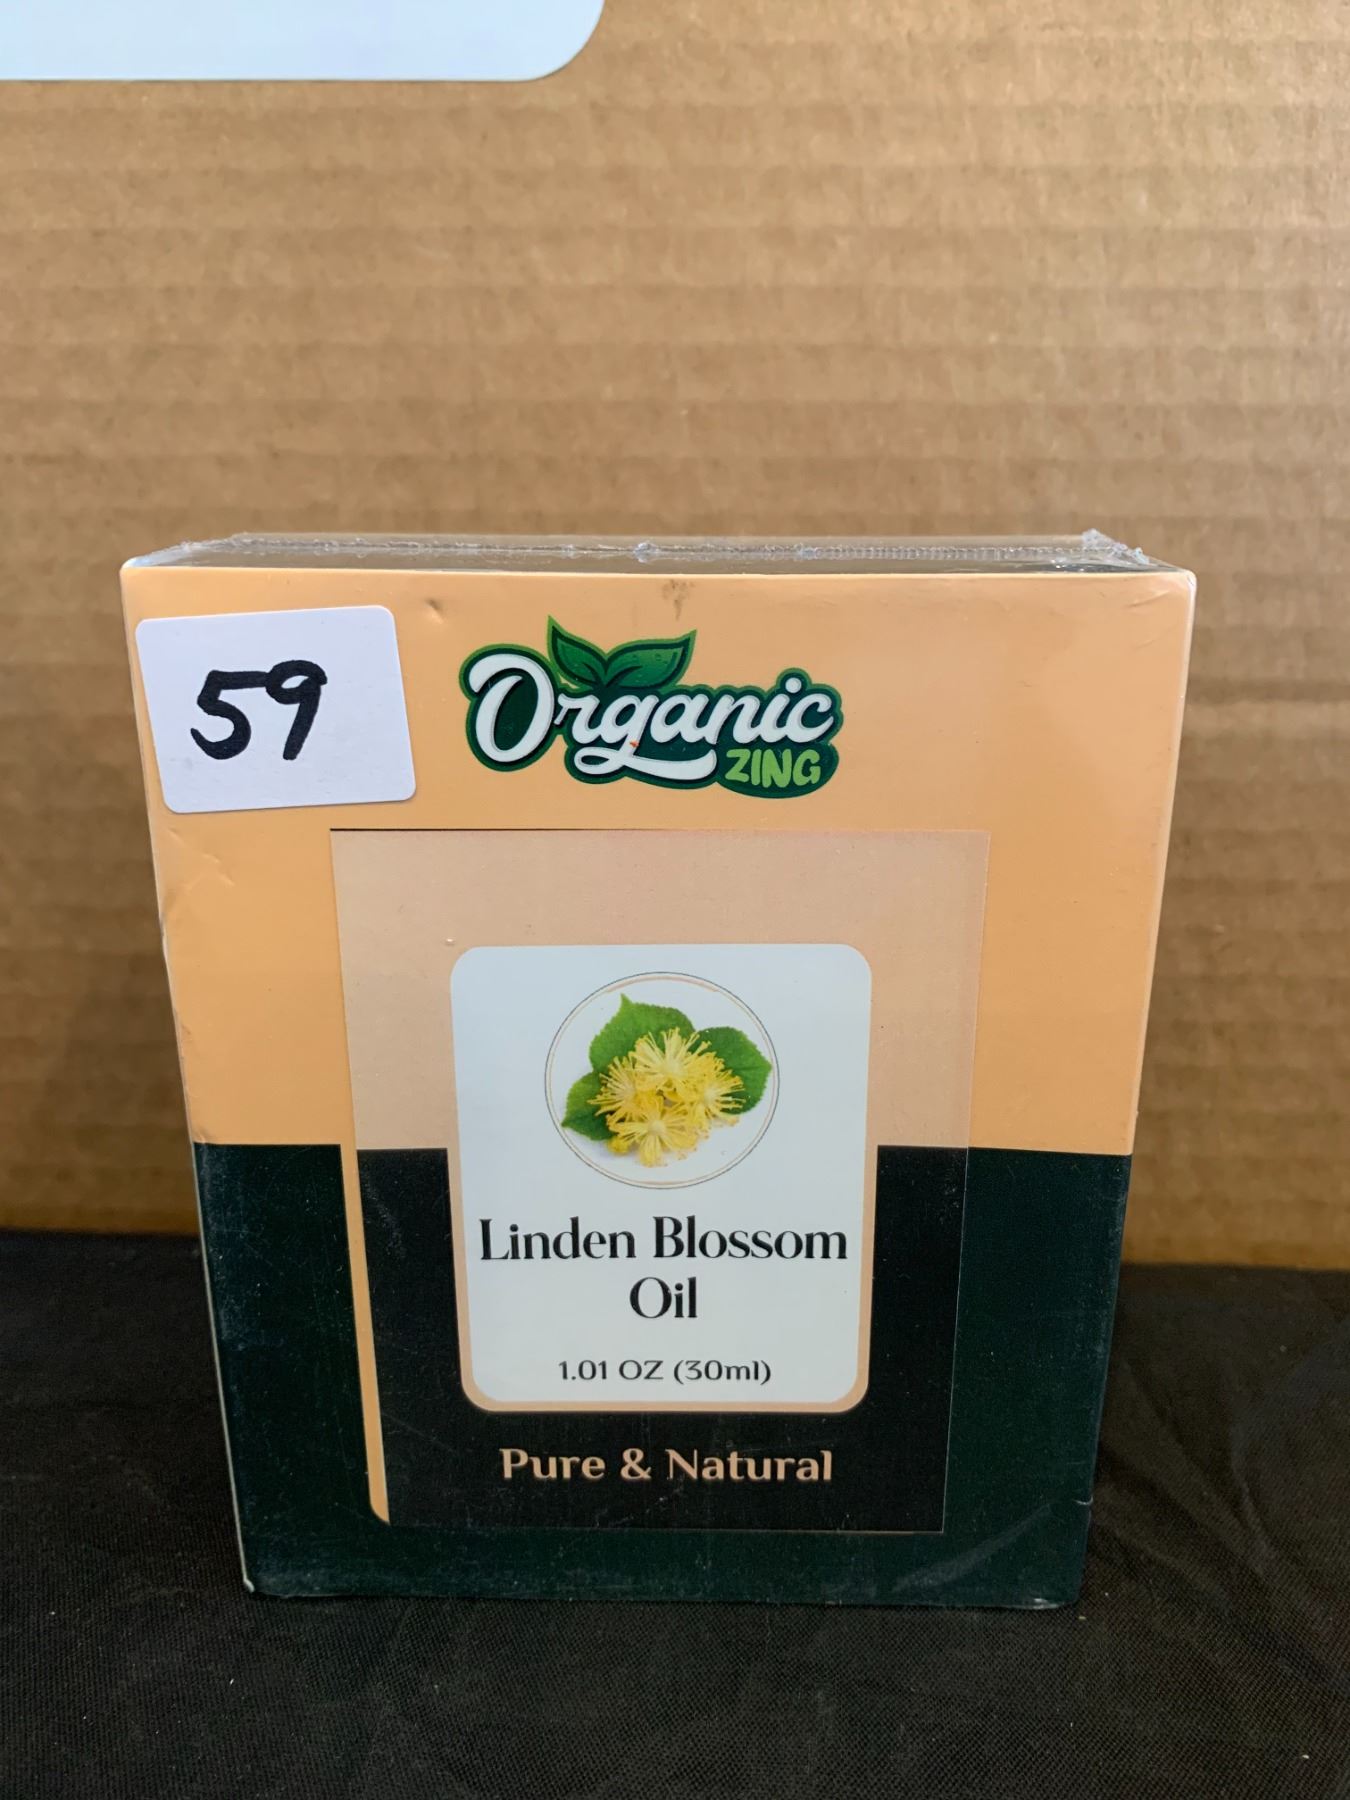 59
Organic
ZING
Linden Blossom
Oil
1.01 OZ (30ml)
Pure & Natural